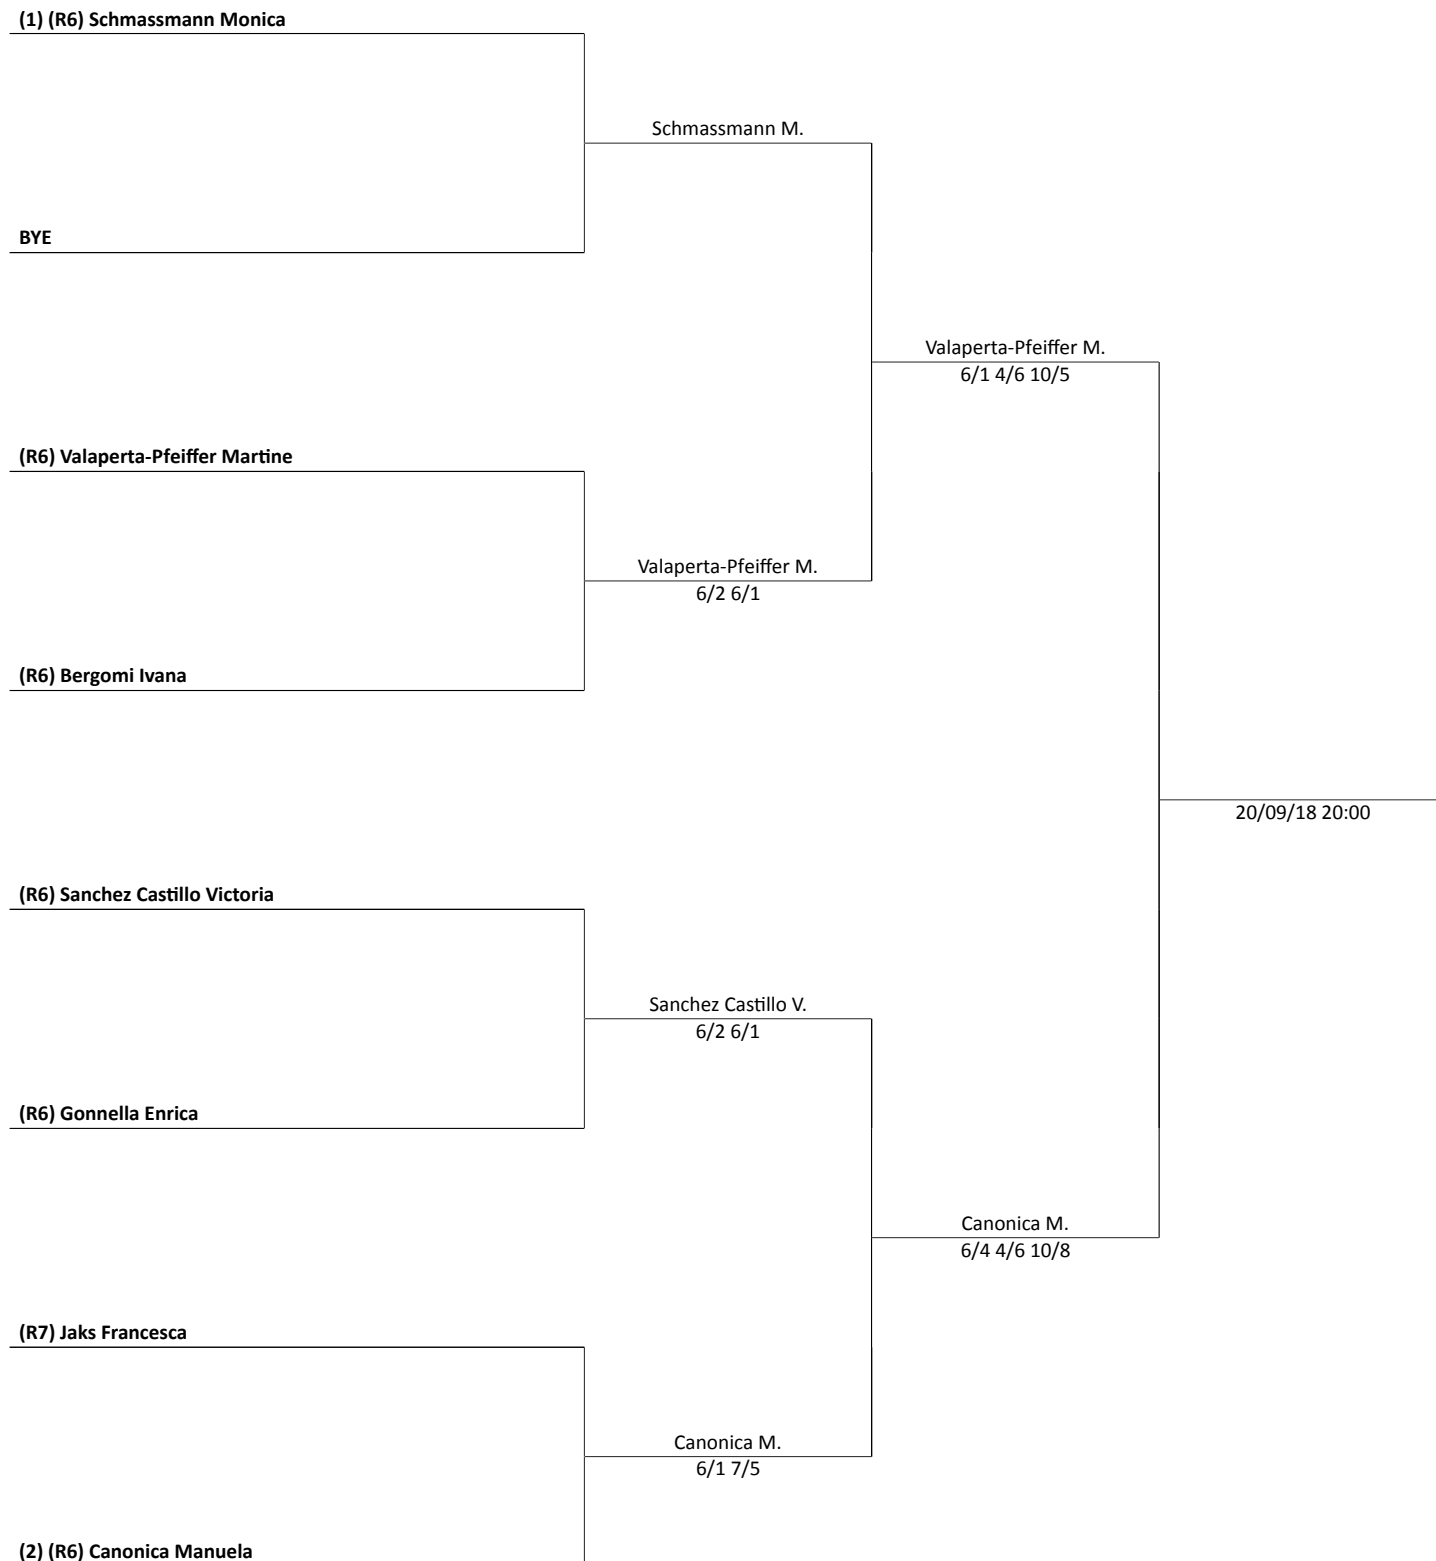 (1) (R6) Schmassmann Monica
Schmassmann M.
BYE
Valaperta-Pfeiffer M.
6/1 4/6 10/5
(R6) Valaperta-Pfeiffer Martine
Valaperta-Pfeiffer M.
6/2 6/1
(R6) Bergomi Ivana
20/09/18 20:00
(R6) Sanchez Castillo Victoria
Sanchez Castillo V.
6/2 6/1
(R6) Gonnella Enrica
Canonica M.
6/4 4/6 10/8
(R7) Jaks Francesca
Canonica M.
6/1 7/5
(2) (R6) Canonica Manuela